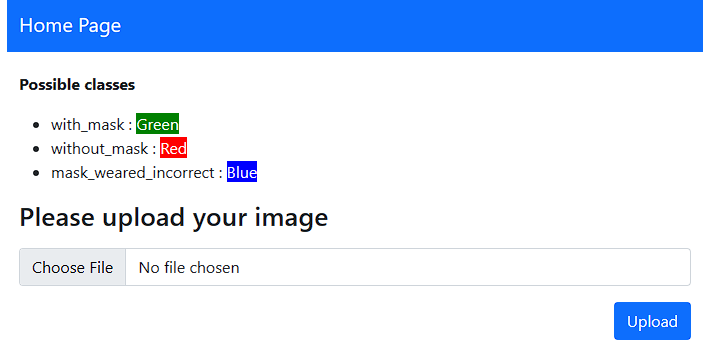 Home Page
Possible classes
with_mask : Green
without_mask : Red
mask_weared_incorrect : Blue
Please upload your image
Choose File No file chosen
Upload